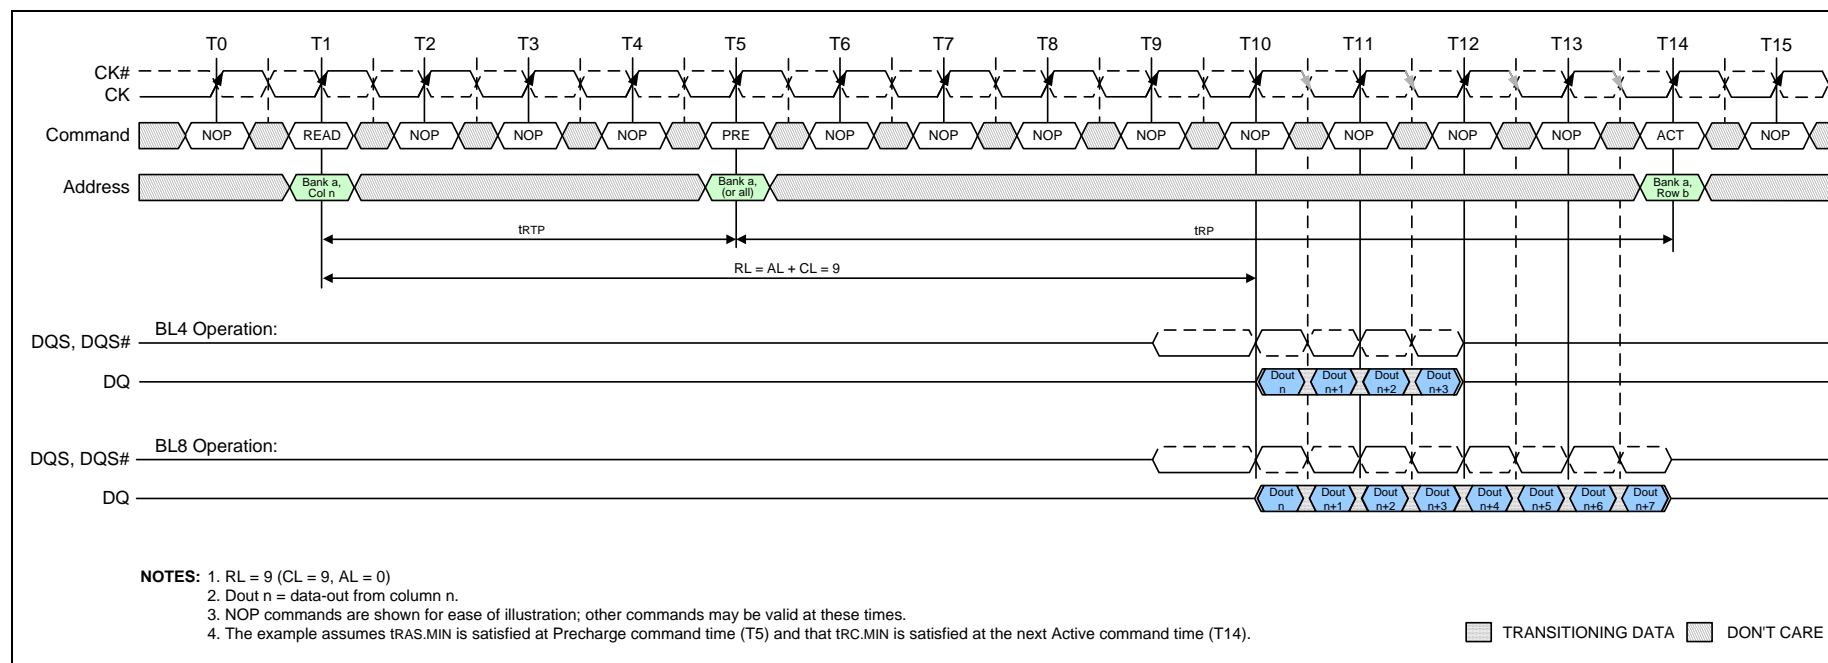 T0 T1 T2 T3 T4 T5 T6 T7 T8 T9 T10 T11 T12 T13 T14 T15
CK#
CK
Command NOP READ NOP NOP NOP PRE NOP NOP NOP NOP NOP NOP NOP NOP ACT NOP
Address Bank a, Col n Bank a, (or all) Bank a, Row b
tRTP tRP
RL = AL + CL = 9
BL4 Operation:
DQS, DQS#
DQ Dout n Dout n+1 Dout n+2 Dout n+3
BL8 Operation:
DQS, DQS#
DQ Dout n Dout n+1 Dout n+2 Dout n+3 Dout n+4 Dout n+5 Dout n+6 Dout n+7
NOTES: 1. RL = 9 (CL = 9, AL = 0)
2. Dout n = data-out from column n.
3. NOP commands are shown for ease of illustration; other commands may be valid at these times.
4. The example assumes tRAS.MIN is satisfied at Precharge command time (T5) and that tRC.MIN is satisfied at the next Active command time (T14).
TRANSITIONING DATA DON'T CARE